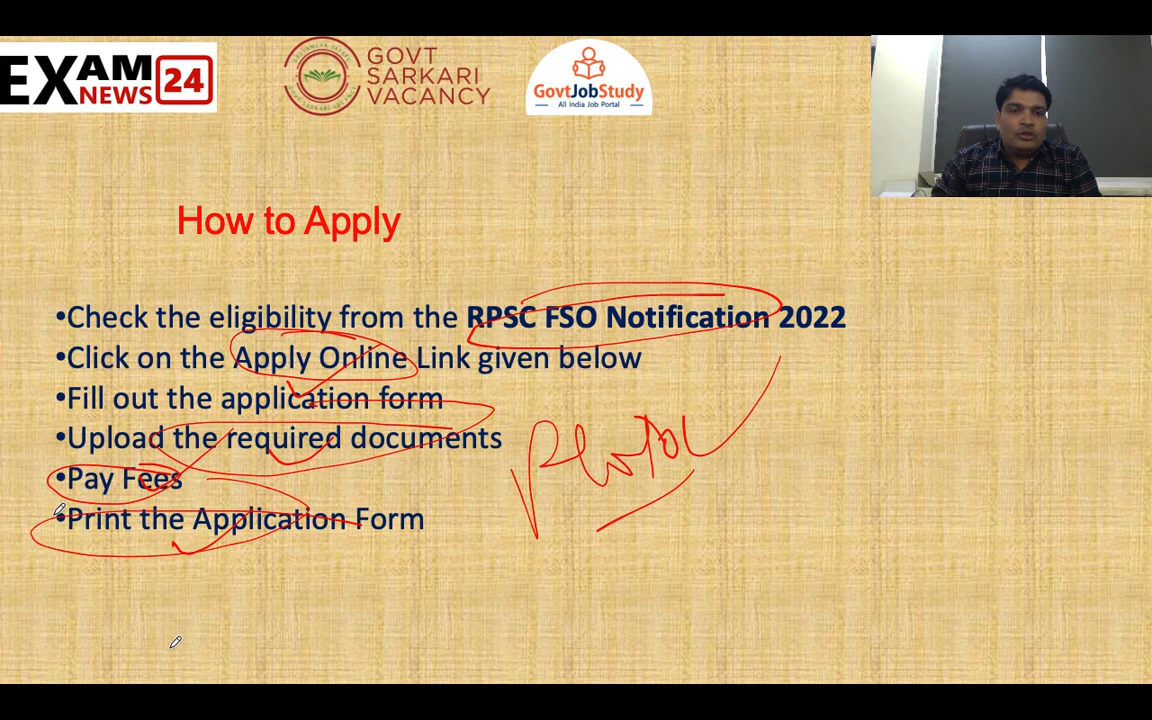 EXAM NEWS 24
GOVT
SARKARI
VACANCY
GovtJobStudy
All India Job Portal
How to Apply
•Check the eligibility from the RPSC FSO Notification 2022
•Click on the Apply Online Link given below
•Fill out the application form
•Upload the required documents
•Pay Fees
•Print the Application Form